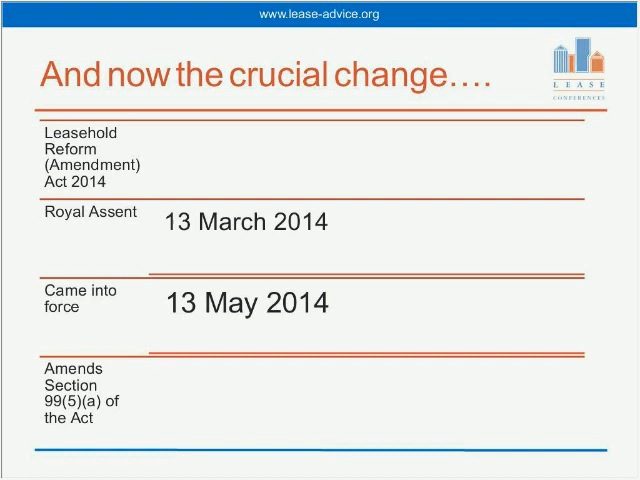 www.lease-advice.org
And now the crucial change….
LEASE
CONFERENCES
Leasehold
Reform
(Amendment)
Act 2014
Royal Assent
13 March 2014
Came into
force
13 May 2014
Amends
Section
99(5)(a) of
the Act